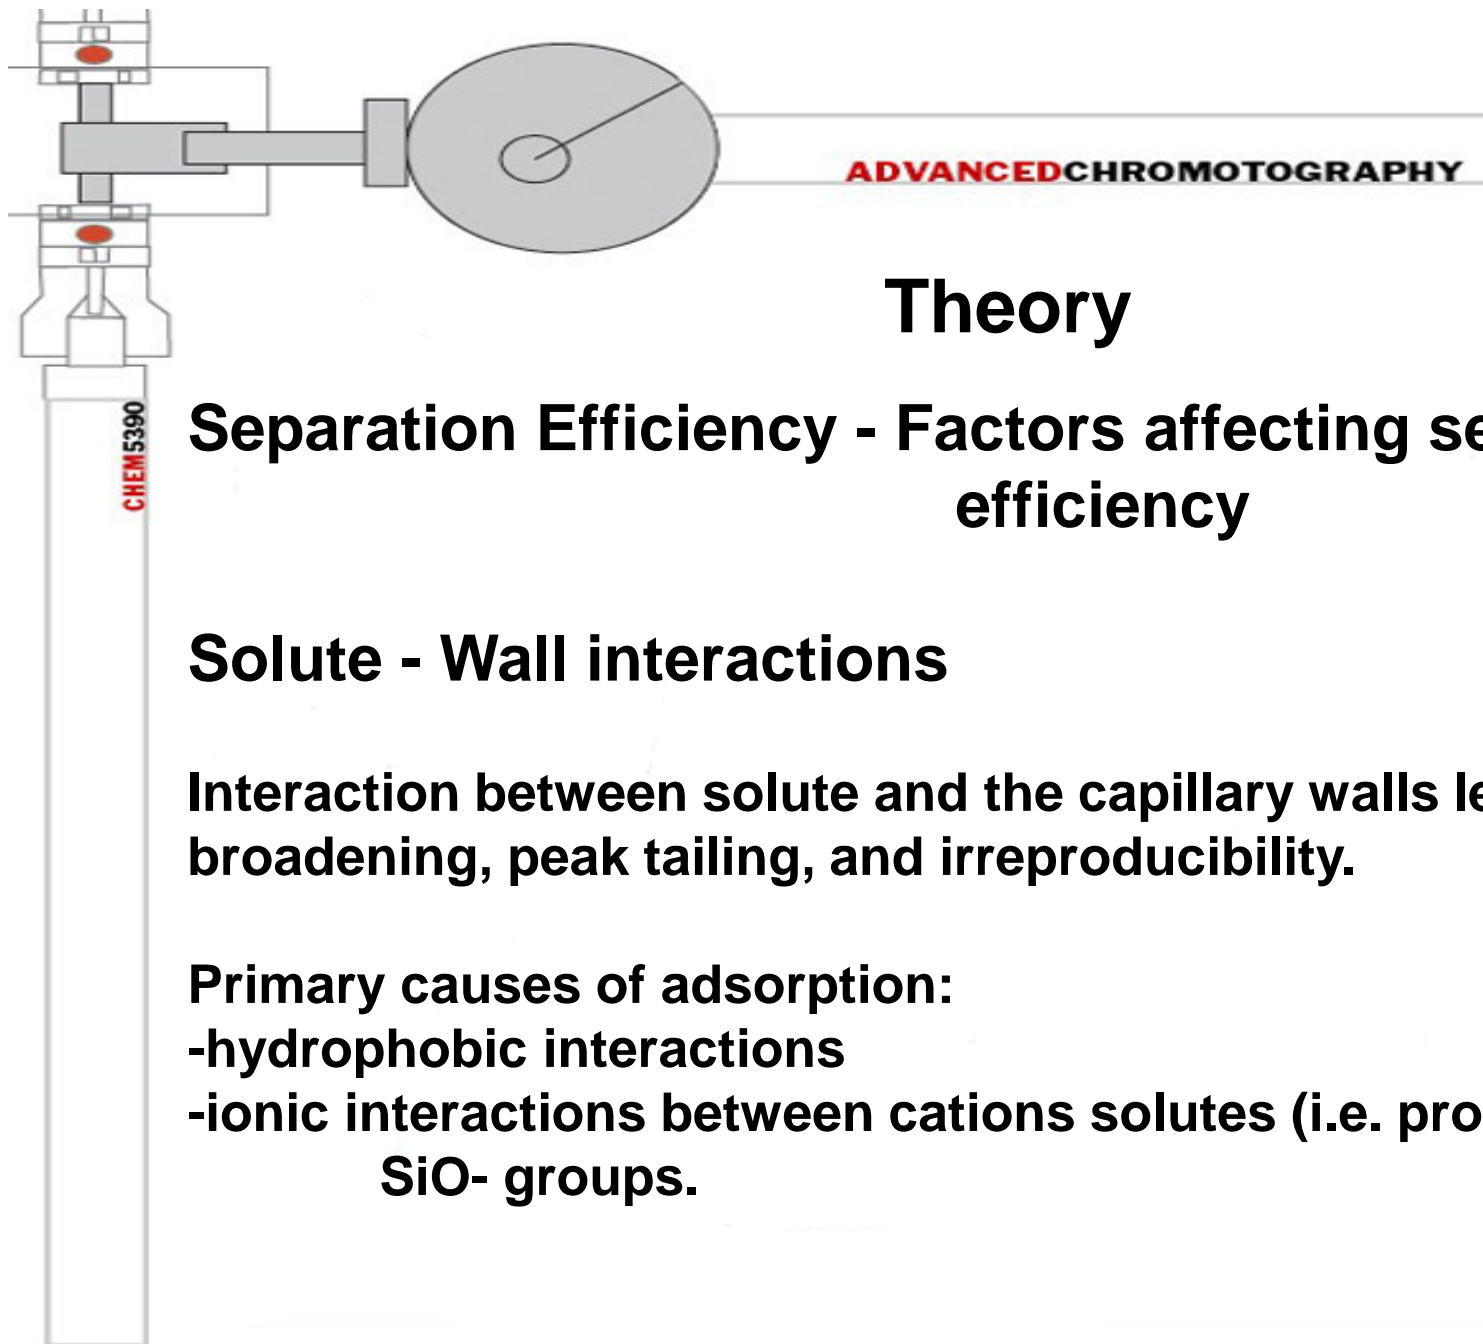 ADVANCEDCHROMOTOGRAPHY
Theory
CHEM5390
Separation Efficiency - Factors affecting se
efficiency
Solute - Wall interactions
Interaction between solute and the capillary walls le
broadening, peak tailing, and irreproducibility.
Primary causes of adsorption:
-hydrophobic interactions
-ionic interactions between cations solutes (i.e. pro
SiO- groups.